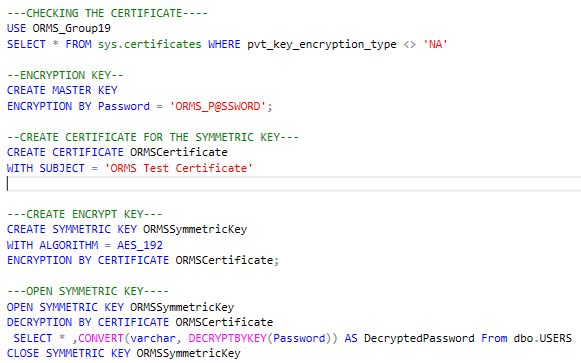 ---CHECKING THE CERTIFICATE----
USE ORMS_Group19
SELECT * FROM sys.certificates WHERE pvt_key_encryption_type <> 'NA'
--ENCRYPTION KEY--
CREATE MASTER KEY
ENCRYPTION BY Password = 'ORMS_P@SSWORD';
--CREATE CERTIFICATE FOR THE SYMMETRIC KEY---
CREATE CERTIFICATE ORMSCertificate
WITH SUBJECT = 'ORMS Test Certificate'
---CREATE ENCRYPT KEY---
CREATE SYMMETRIC KEY ORMSSymmetricKey
WITH ALGORITHM = AES_192
ENCRYPTION BY CERTIFICATE ORMSCertificate;
---OPEN SYMMETRIC KEY----
OPEN SYMMETRIC KEY ORMSSymmetricKey
DECRYPTION BY CERTIFICATE ORMSCertificate
SELECT * ,CONVERT(varchar, DECRYPTBYKEY(Password)) AS DecryptedPassword From dbo.USERS
CLOSE SYMMETRIC KEY ORMSSymmetricKey